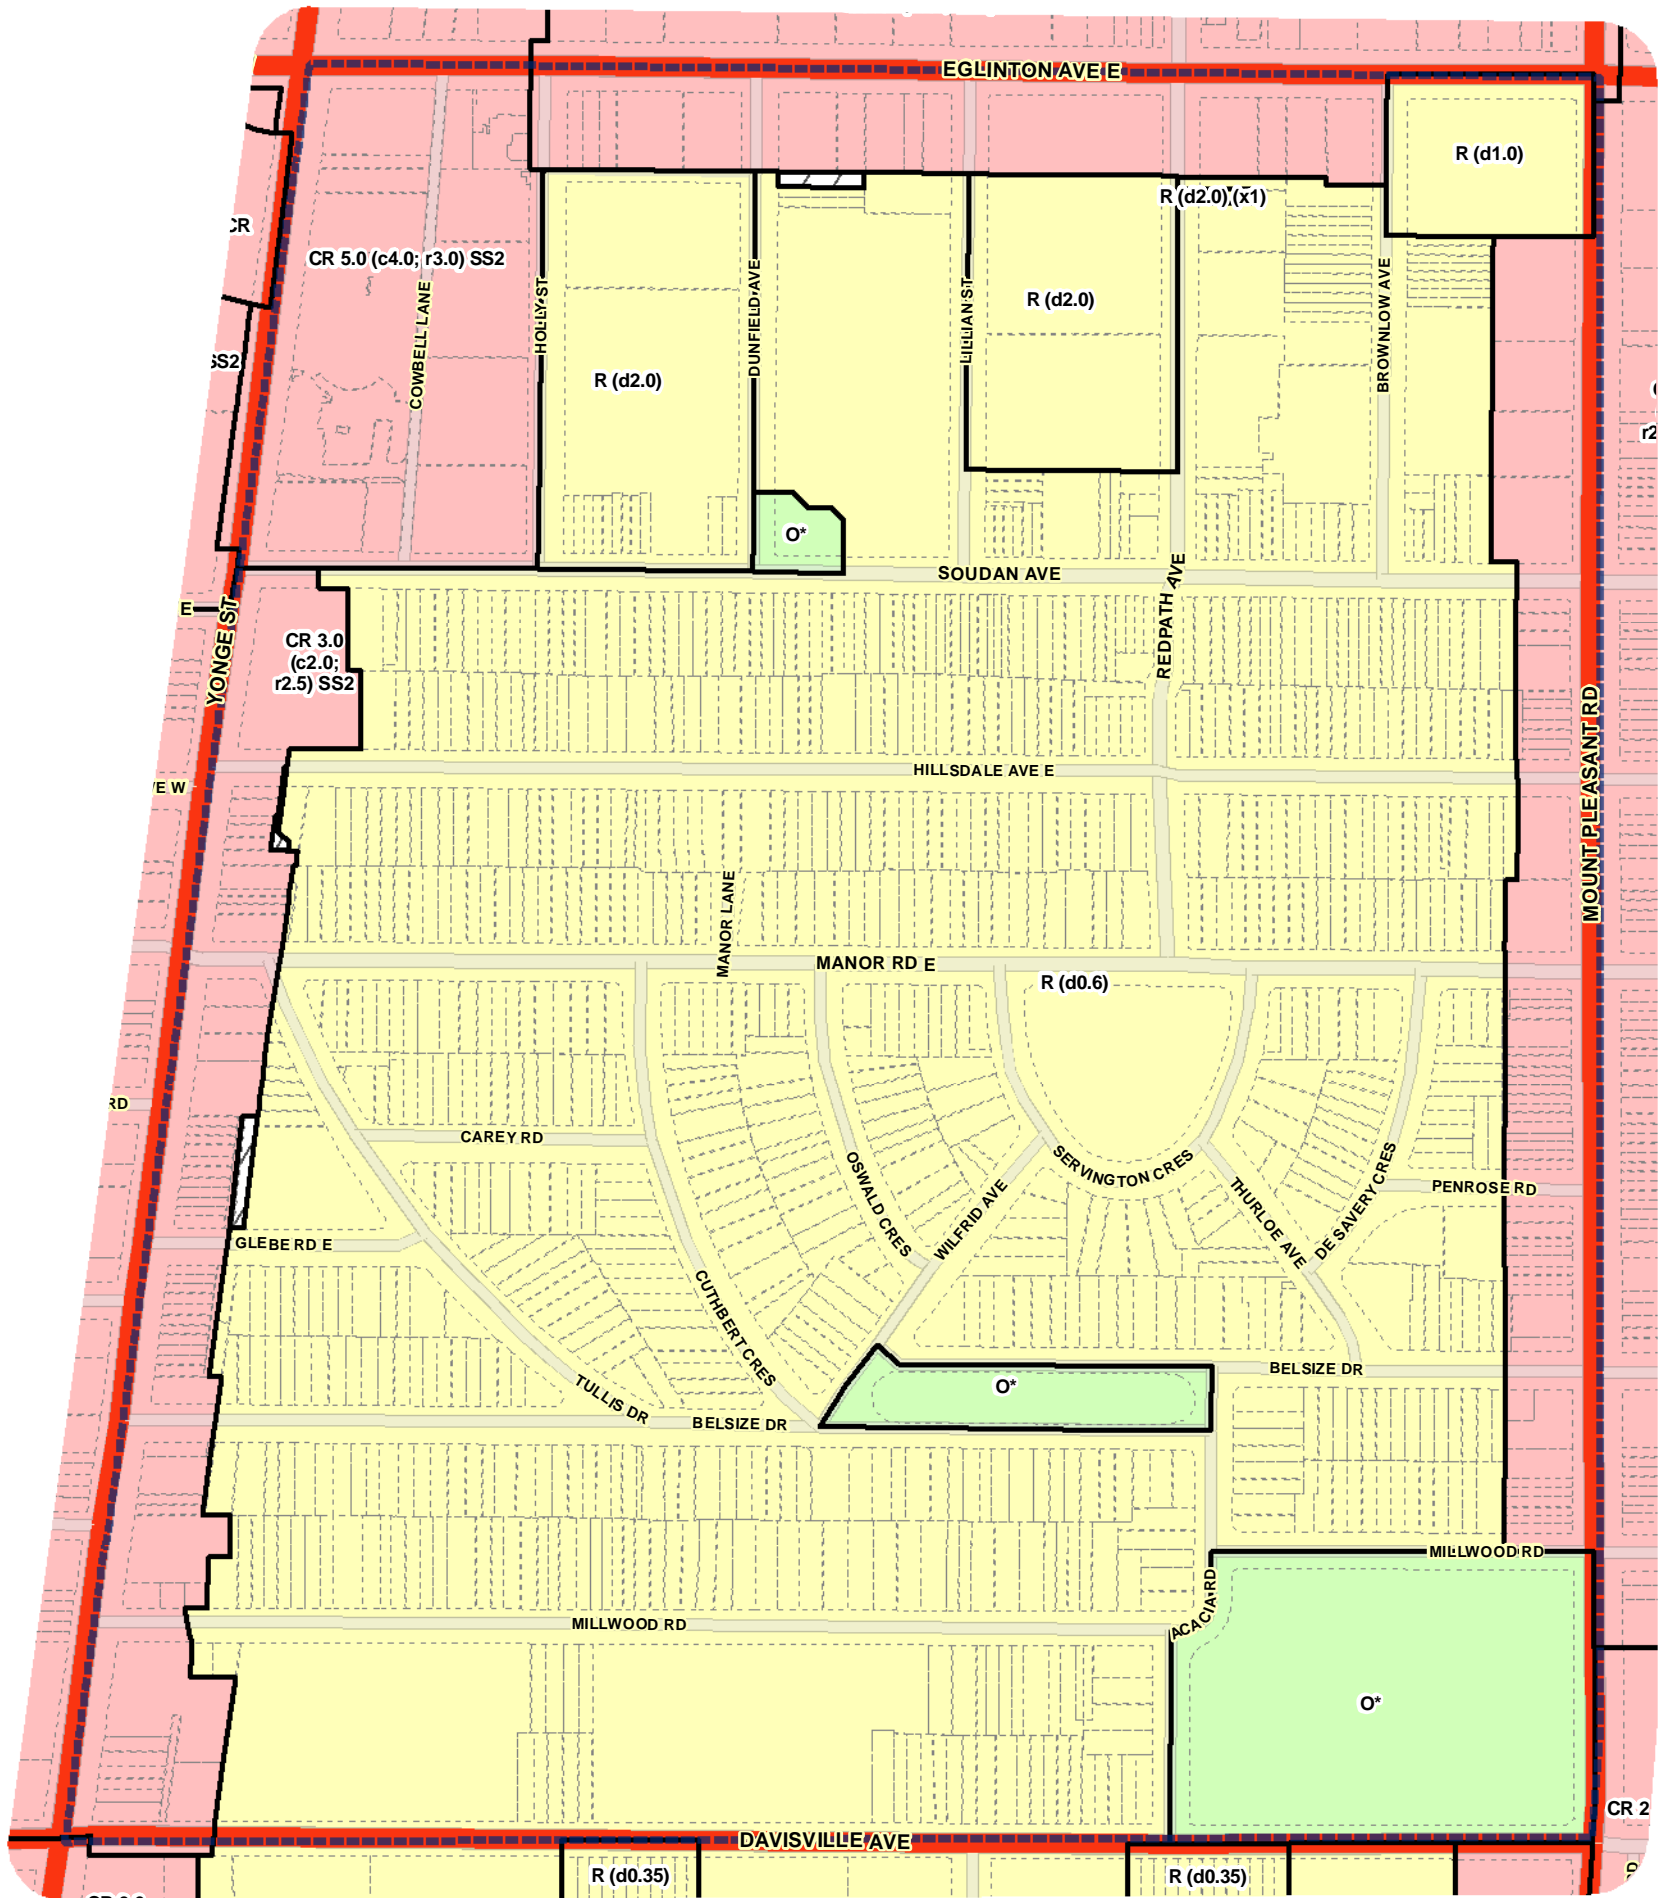 EGLINTON AVE E
R (d1.0)
R (d2.0) (x1)
CR
CR 5.0 (c4.0; r3.0) SS2
COWBELL LANE
HOLLY ST
DUNFIELD AVE
LILLIAN ST
BROWNLOW AVE
R (d2.0)
SS2
R (d2.0)
r2
O*
SOUDAN AVE
REDPATH AVE
E
YONGE ST
CR 3.0
(c2.0;
r2.5) SS2
MOUNT PLEASANT RD
HILLSDALE AVE E
VE W
MANOR LANE
MANOR RD E
R (d0.6)
RD
CAREY RD
OSWALD CRES
WILFRID AVE
SERVINGTON CRES
THURLOE AVE
DE SAVERY CRES
PENROSE RD
GLEBE RD E
CUTHBERT CRES
TULLIS DR
BELSIZE DR
O*
BELSIZE DR
MILLWOOD RD
ACACIA RD
MILLWOOD RD
O*
CR 2
DAVISVILLE AVE
R (d0.35)
R (d0.35)